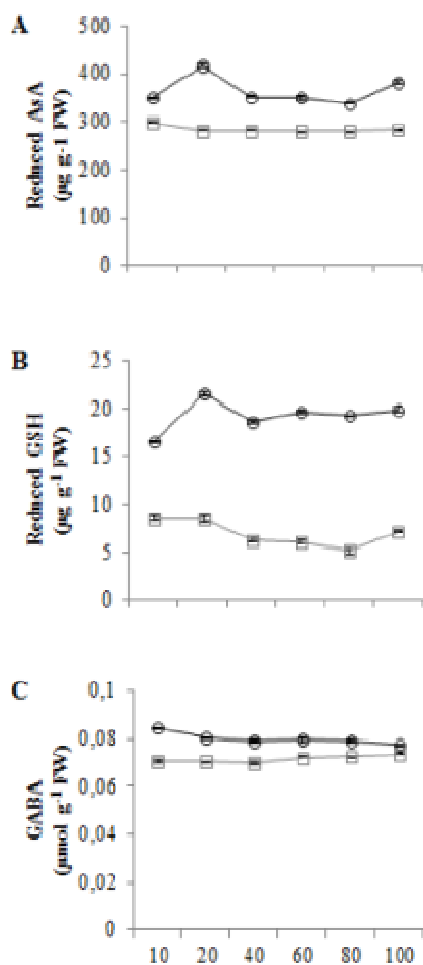 A
Reduced AsA
(µg g-1 FW)
500
400
300
200
100
0
B
Reduced GSH
(µg g-1 FW)
25
20
15
10
5
0
C
GABA
(µmol g-1 FW)
0,1
0,08
0,06
0,04
0,02
0
10 20 40 60 80 100